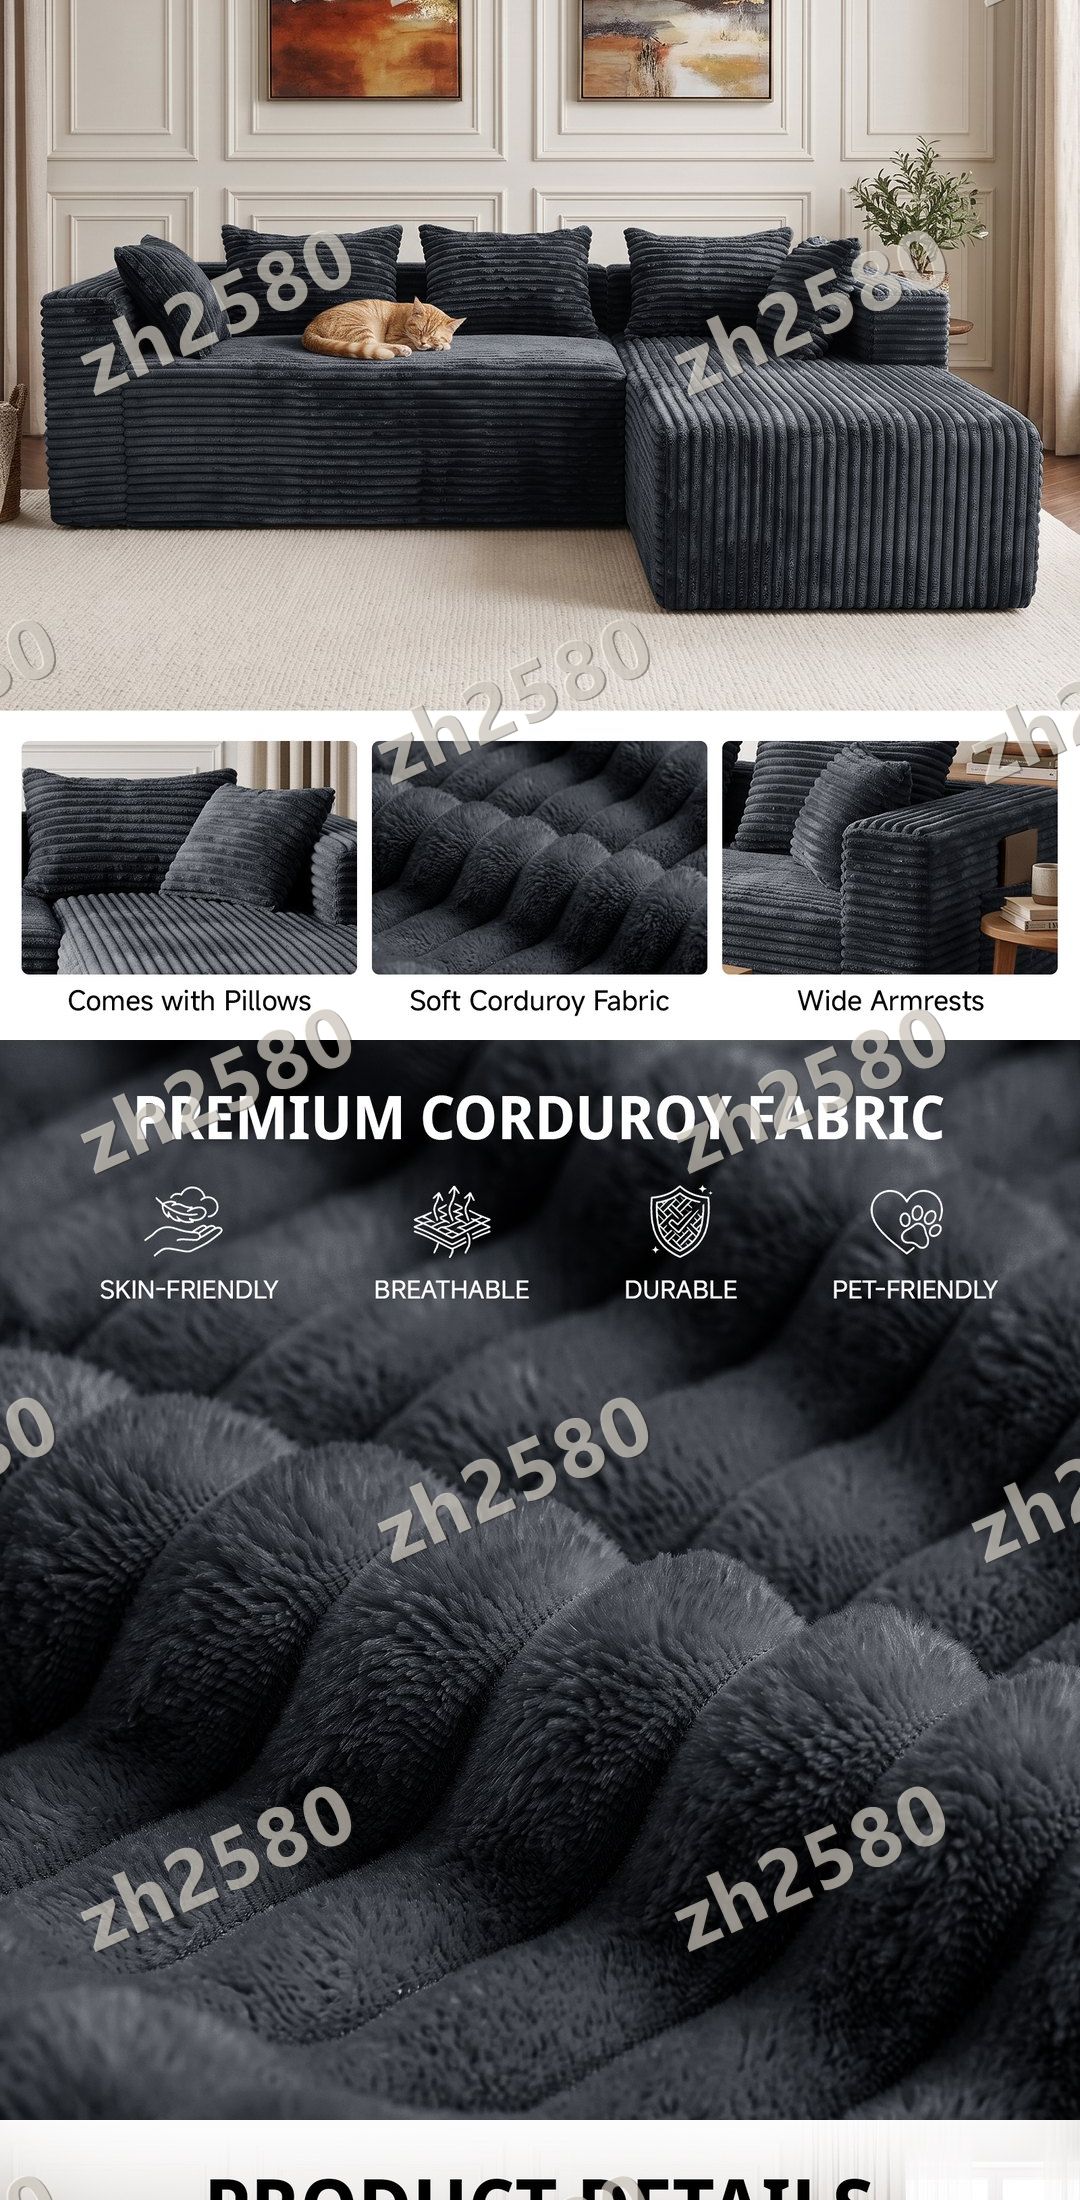 zh2580 zh2580
zh2580
Comes with Pillows Soft Corduroy Fabric Wide Armrests
zh2580 zh2580
PREMIUM CORDUROY FABRIC
SKIN-FRIENDLY BREATHABLE DURABLE PET-FRIENDLY
zh2580
zh2580 zh2580
PRODUCT DETAILS